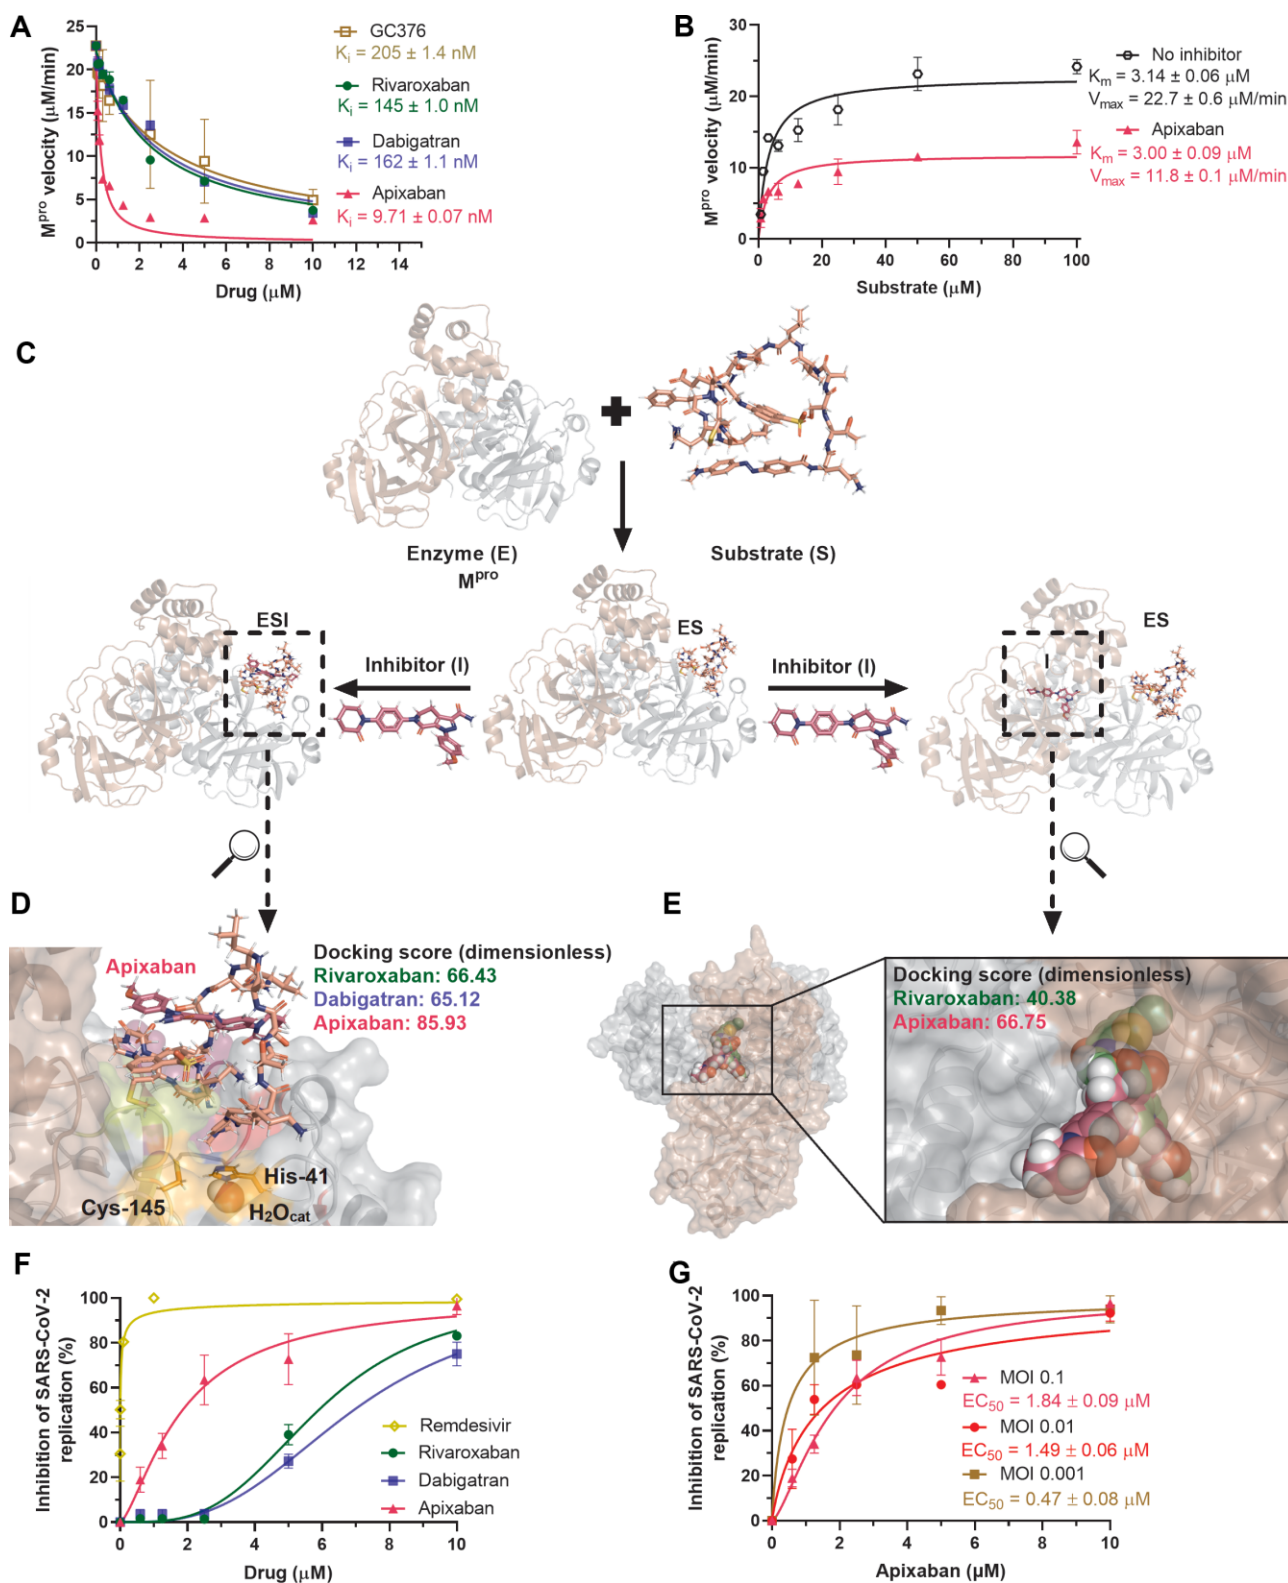 A
Mᵖʳᵒ velocity (μM/min)
25
20
15
10
5
0
0 2 4 6 8 10 12 14
Drug (μM)
GC376
Kᵢ = 205 ± 1.4 nM
Rivaroxaban
Kᵢ = 145 ± 1.0 nM
Dabigatran
Kᵢ = 162 ± 1.1 nM
Apixaban
Kᵢ = 9.71 ± 0.07 nM
B
Mᵖʳᵒ velocity (μM/min)
30
20
10
0
0 20 40 60 80 100
Substrate (μM)
No inhibitor
Kₘ = 3.14 ± 0.06 μM
Vₘₐₓ = 22.7 ± 0.6 μM/min
Apixaban
Kₘ = 3.00 ± 0.09 μM
Vₘₐₓ = 11.8 ± 0.1 μM/min
C
Enzyme (E)
Mᵖʳᵒ
Substrate (S)
ESI
Inhibitor (I)
ES
Inhibitor (I)
I
ES
D
Apixaban
Docking score (dimensionless)
Rivaroxaban: 66.43
Dabigatran: 65.12
Apixaban: 85.93
His-41
Cys-145
H₂Ocat
E
Docking score (dimensionless)
Rivaroxaban: 40.38
Apixaban: 66.75
F
Inhibition of SARS-CoV-2
replication (%)
100
80
60
40
20
0
0 2 4 6 8 10
Drug (μM)
Remdesivir
Rivaroxaban
Dabigatran
Apixaban
G
Inhibition of SARS-CoV-2
replication (%)
100
80
60
40
20
0
0 2 4 6 8 10
Apixaban (μM)
MOI 0.1
EC₅₀ = 1.84 ± 0.09 μM
MOI 0.01
EC₅₀ = 1.49 ± 0.06 μM
MOI 0.001
EC₅₀ = 0.47 ± 0.08 μM